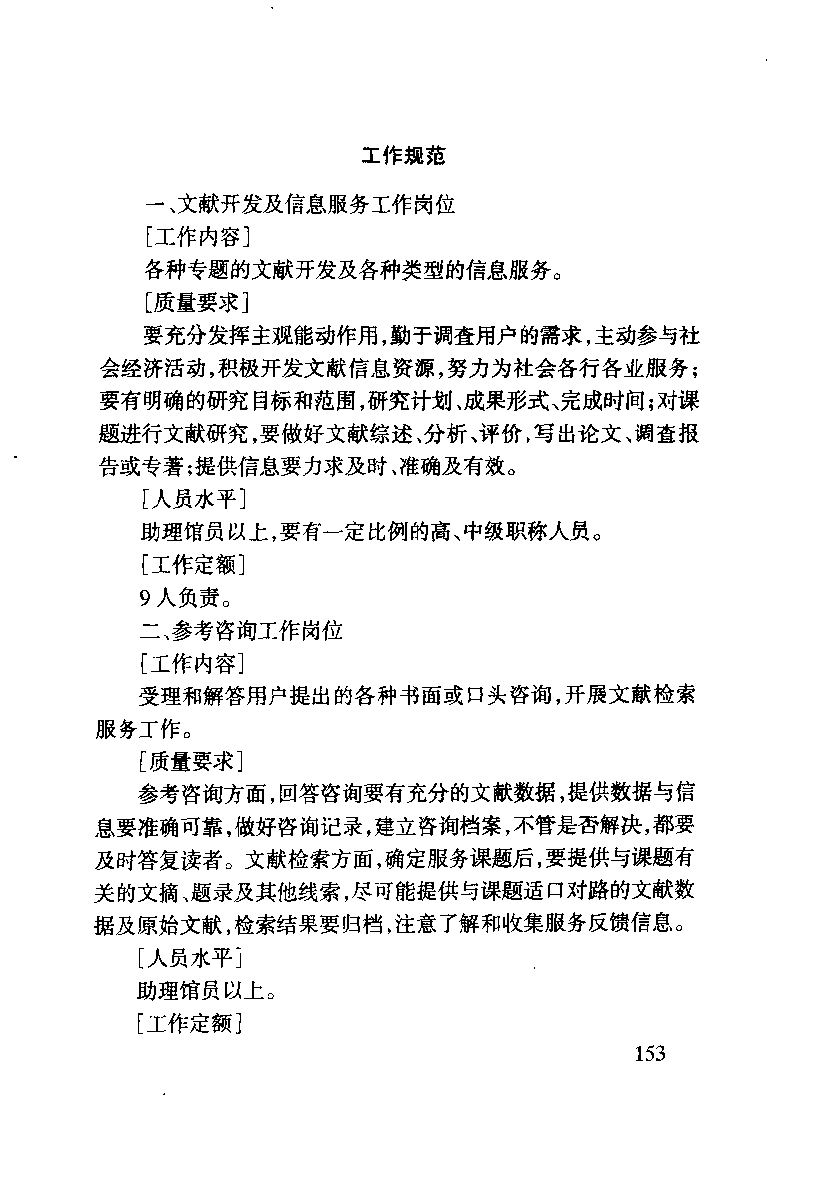 工作规范
一、文献开发及信息服务工作岗位
[工作内容]
各种专题的文献开发及各种类型的信息服务。
[质量要求]
要充分发挥主观能动作用,勤于调查用户的需求,主动参与社
会经济活动,积极开发文献信息资源,努力为社会各行各业服务;
要有明确的研究目标和范围,研究计划、成果形式、完成时间;对课
题进行文献研究,要做好文献综述、分析、评价,写出论文、调查报
告或专著;提供信息要力求及时、准确及有效。
[人员水平]
助理馆员以上,要有一定比例的高、中级职称人员。
[工作定额]
9人负责。
二、参考咨询工作岗位
[工作内容]
受理和解答用户提出的各种书面或口头咨询,开展文献检索
服务工作。
[质量要求]
参考咨询方面,回答咨询要有充分的文献数据,提供数据与信
息要准确可靠,做好咨询记录,建立咨询档案,不管是否解决,都要
及时答复读者。文献检索方面,确定服务课题后,要提供与课题有
关的文摘、题录及其他线索,尽可能提供与课题适口对路的文献数
据及原始文献,检索结果要归档,注意了解和收集服务反馈信息。
[人员水平]
助理馆员以上。
[工作定额]
153